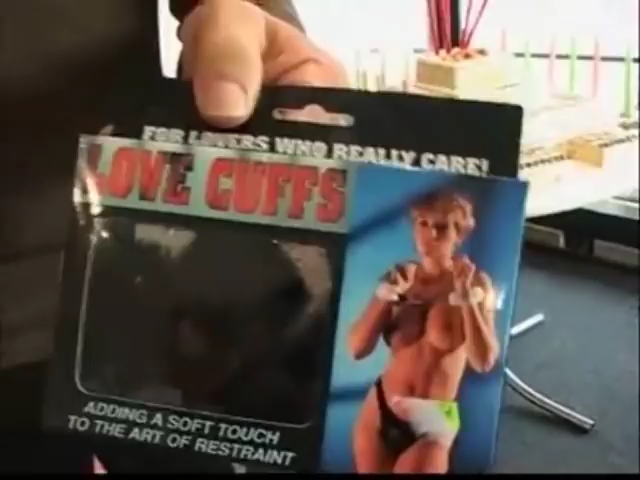 FOR LOVERS WHO REALLY CARE!
LOVE CUFFS
ADDING A SOFT TOUCH
TO THE ART OF RESTRAINT